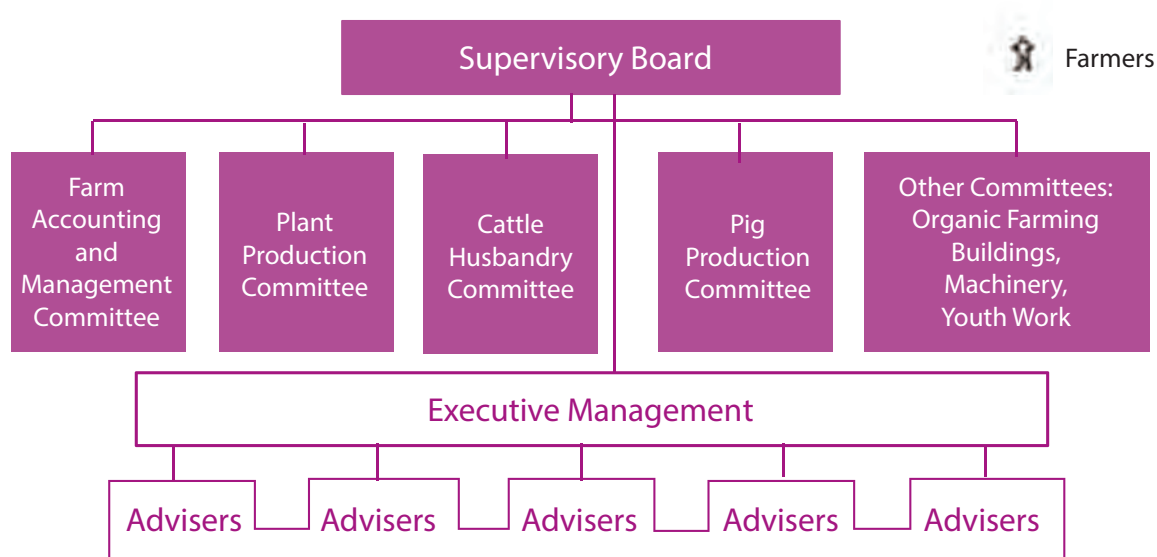 Supervisory Board
Farmers
Farm
Accounting
and
Management
Committee
Plant
Production
Committee
Cattle
Husbandry
Committee
Pig
Production
Committee
Other Committees:
Organic Farming
Buildings,
Machinery,
Youth Work
Executive Management
Advisers
Advisers
Advisers
Advisers
Advisers